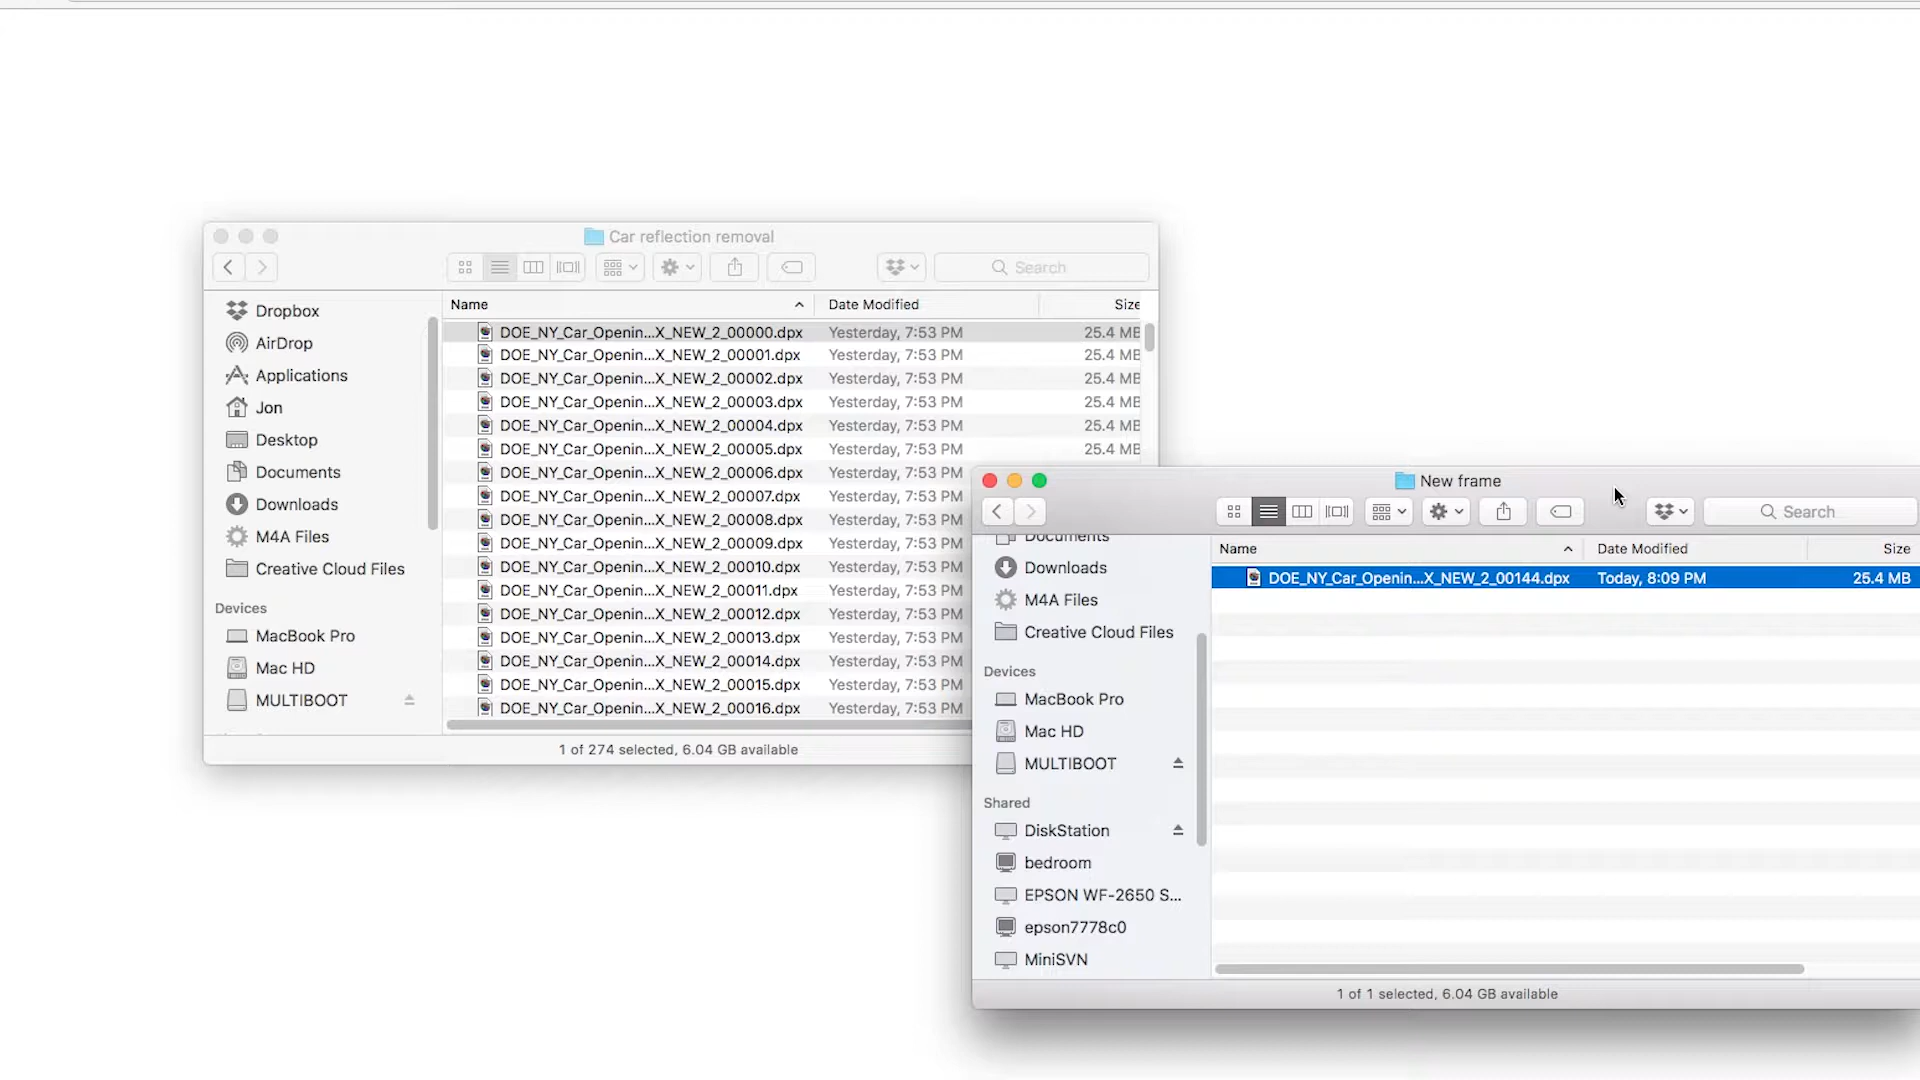 Car reflection removal
Search
Name
Date Modified
Size
Dropbox
AirDrop
Applications
Jon
Desktop
Documents
Downloads
M4A Files
Creative Cloud Files
Devices
MacBook Pro
Mac HD
MULTIBOOT
DOE_NY_Car_Openin...X_NEW_2_00000.dpx Yesterday, 7:53 PM 25.4 MB
DOE_NY_Car_Openin...X_NEW_2_00001.dpx Yesterday, 7:53 PM 25.4 MB
DOE_NY_Car_Openin...X_NEW_2_00002.dpx Yesterday, 7:53 PM 25.4 MB
DOE_NY_Car_Openin...X_NEW_2_00003.dpx Yesterday, 7:53 PM 25.4 MB
DOE_NY_Car_Openin...X_NEW_2_00004.dpx Yesterday, 7:53 PM 25.4 MB
DOE_NY_Car_Openin...X_NEW_2_00005.dpx Yesterday, 7:53 PM 25.4 MB
DOE_NY_Car_Openin...X_NEW_2_00006.dpx Yesterday, 7:53 PM
DOE_NY_Car_Openin...X_NEW_2_00007.dpx Yesterday, 7:53 PM
DOE_NY_Car_Openin...X_NEW_2_00008.dpx Yesterday, 7:53 PM
DOE_NY_Car_Openin...X_NEW_2_00009.dpx Yesterday, 7:53 PM
DOE_NY_Car_Openin...X_NEW_2_00010.dpx Yesterday, 7:53 PM
DOE_NY_Car_Openin...X_NEW_2_00011.dpx Yesterday, 7:53 PM
DOE_NY_Car_Openin...X_NEW_2_00012.dpx Yesterday, 7:53 PM
DOE_NY_Car_Openin...X_NEW_2_00013.dpx Yesterday, 7:53 PM
DOE_NY_Car_Openin...X_NEW_2_00014.dpx Yesterday, 7:53 PM
DOE_NY_Car_Openin...X_NEW_2_00015.dpx Yesterday, 7:53 PM
DOE_NY_Car_Openin...X_NEW_2_00016.dpx Yesterday, 7:53 PM
1 of 274 selected, 6.04 GB available
New frame
Search
Name
Date Modified
Size
Documents
Downloads
M4A Files
Creative Cloud Files
Devices
MacBook Pro
Mac HD
MULTIBOOT
Shared
DiskStation
bedroom
EPSON WF-2650 S...
epson7778c0
MiniSVN
DOE_NY_Car_Openin...X_NEW_2_00144.dpx Today, 8:09 PM 25.4 MB
1 of 1 selected, 6.04 GB available